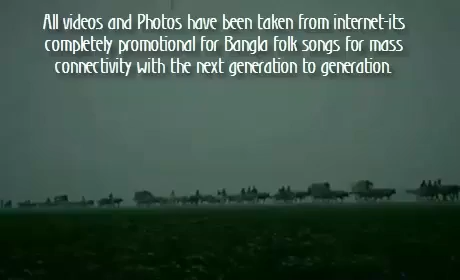 All videos and Photos have been taken from internet-its
completely promotional for Bangla folk songs for mass
connectivity with the next generation to generation.